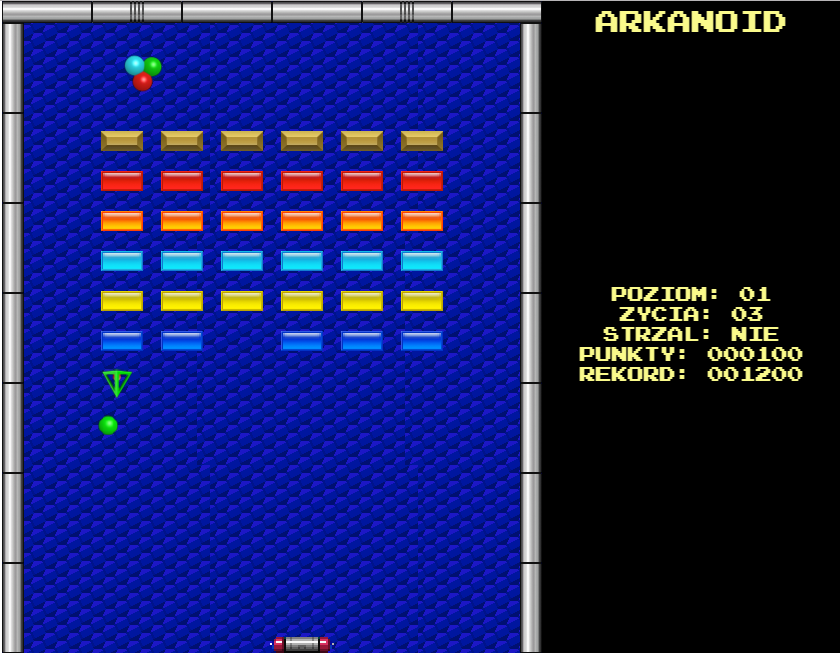 ARKANOID
POZIOM: 01
ZYCIA: 03
STRZAL: NIE
PUNKTY: 000100
REKORD: 001200